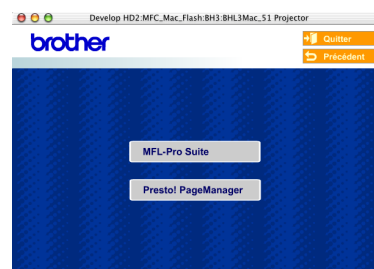 Develop HD2:MFC_Mac_Flash:BH3:BHL3Mac_51 Projector
brother
Quitter
Précédent
MFL-Pro Suite
Presto! PageManager